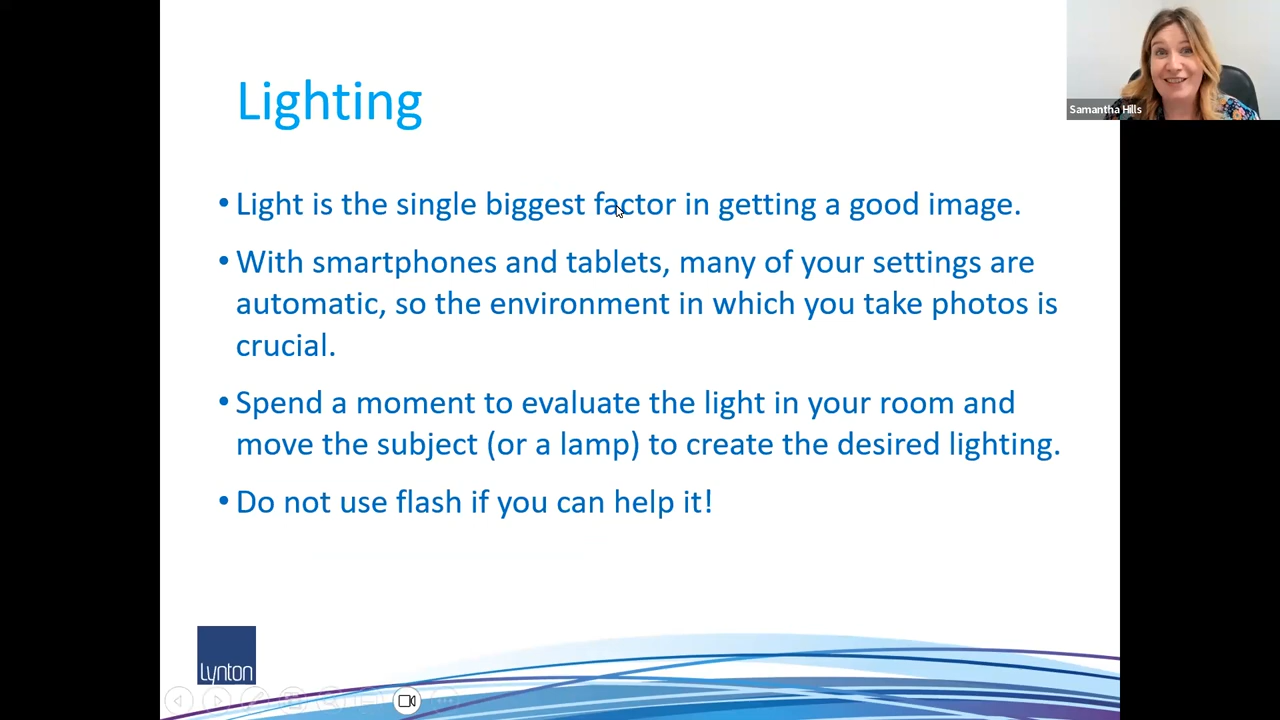 Lighting
Samantha Hills
• Light is the single biggest factor in getting a good image.
• With smartphones and tablets, many of your settings are
automatic, so the environment in which you take photos is
crucial.
• Spend a moment to evaluate the light in your room and
move the subject (or a lamp) to create the desired lighting.
• Do not use flash if you can help it!
Lynton